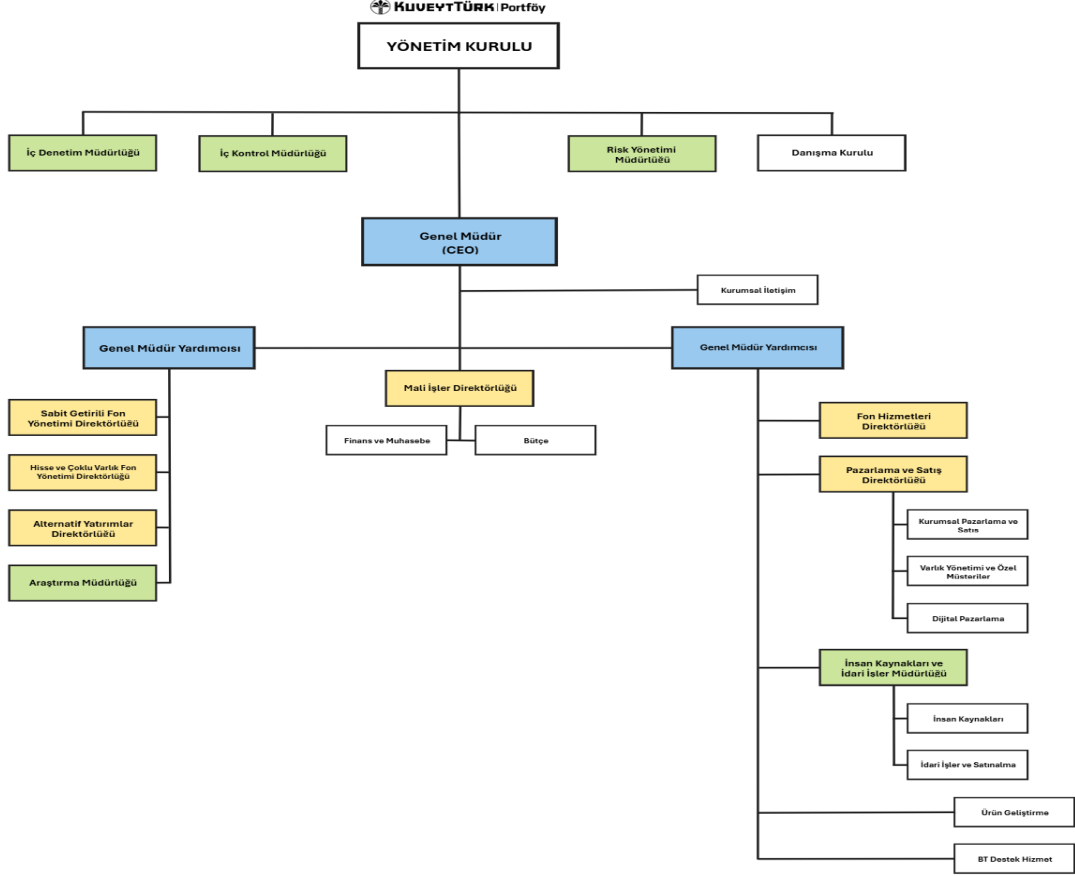 KUVEYTTÜRK | Portföy
YÖNETİM KURULU
İç Denetim Müdürlüğü
İç Kontrol Müdürlüğü
Risk Yönetimi
Müdürlüğü
Danışma Kurulu
Genel Müdür
(CEO)
Kurumsal İletişim
Genel Müdür Yardımcısı
Genel Müdür Yardımcısı
Mali İşler Direktörlüğü
Finans ve Muhasebe
Bütçe
Sabit Getirili Fon
Yönetimi Direktörlüğü
Hisse ve Çoklu Varlık Fon
Yönetimi Direktörlüğü
Alternatif Yatırımlar
Direktörlüğü
Araştırma Müdürlüğü
Fon Hizmetleri
Direktörlüğü
Pazarlama ve Satış
Direktörlüğü
Kurumsal Pazarlama ve
Satış
Varlık Yönetimi ve Özel
Müşteriler
Dijital Pazarlama
İnsan Kaynakları ve
İdari İşler Müdürlüğü
İnsan Kaynakları
İdari İşler ve Satınalma
Ürün Geliştirme
BT Destek Hizmet